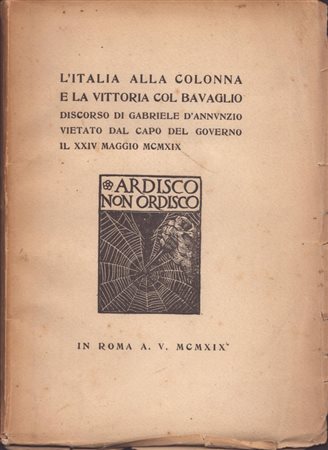 L'ITALIA ALLA COLONNA
E LA VITTORIA COL BAVAGLIO
DISCORSO DI GABRIELE D'ANNVNZIO
VIETATO DAL CAPO DEL GOVERNO
IL XXIV MAGGIO MCMXIX
ARDISCO
NON ORDISCO
IN ROMA A. V. MCMXIX